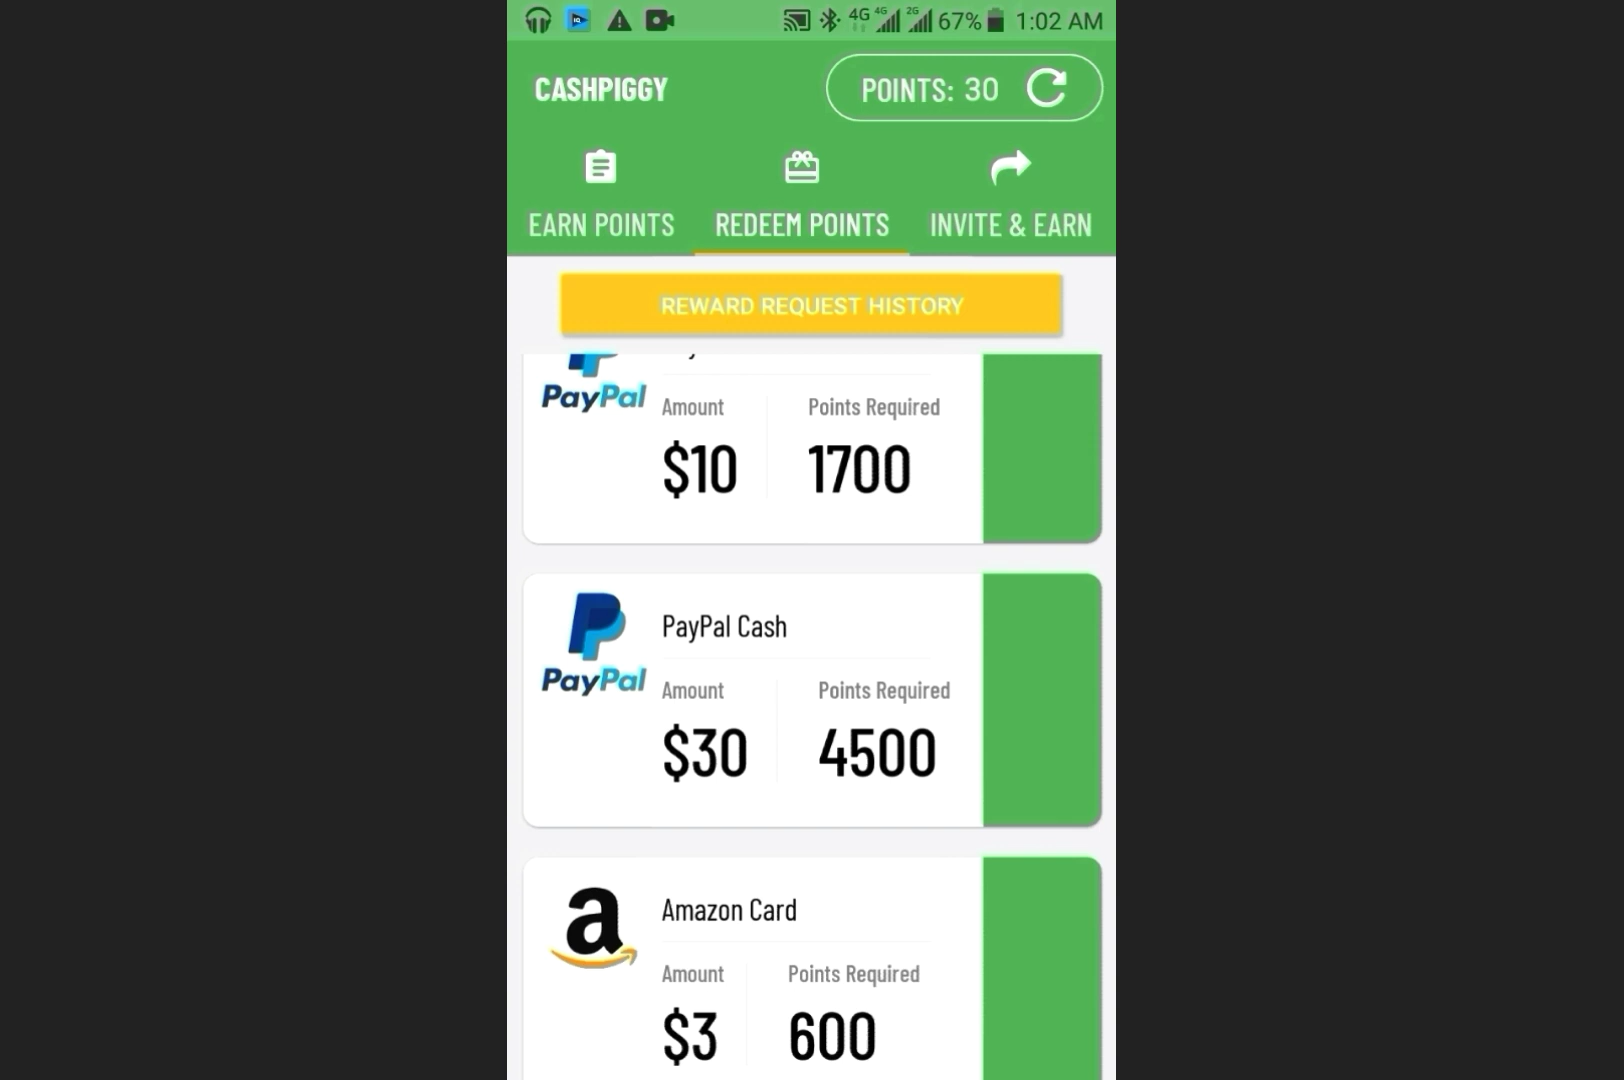 4G 4G 2G 67% 1:02 AM
CASHPIGGY
POINTS: 30
EARN POINTS
REDEEM POINTS
INVITE & EARN
REWARD REQUEST HISTORY
PayPal
Amount
Points Required
$10
1700
PayPal
PayPal Cash
Amount
Points Required
$30
4500
a
Amazon Card
Amount
Points Required
$3
600